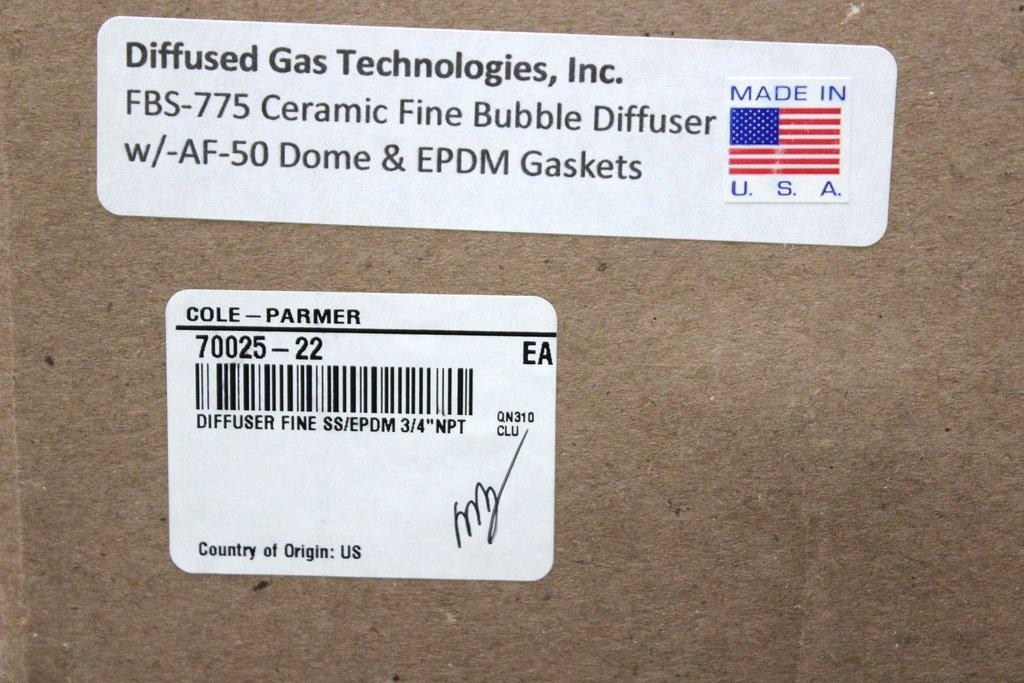 Diffused Gas Technologies, Inc.
FBS-775 Ceramic Fine Bubble Diffuser
w/-AF-50 Dome & EPDM Gaskets
MADE IN
U. S. A.
COLE-PARMER
70025-22
EA
DIFFUSER FINE SS/EPDM 3/4"NPT
QN310
CLU
Country of Origin: US